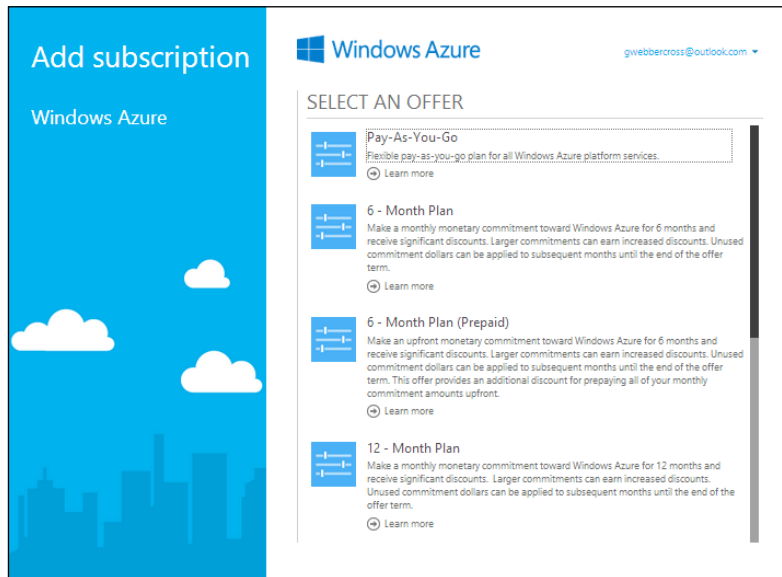 Add subscription
Windows Azure
Windows Azure
gwebbercross@outlook.com
SELECT AN OFFER
Pay-As-You-Go
Flexible pay-as-you-go plan for all Windows Azure platform services.
Learn more
6 - Month Plan
Make a monthly monetary commitment toward Windows Azure for 6 months and
receive significant discounts. Larger commitments can earn increased discounts. Unused
commitment dollars can be applied to subsequent months until the end of the offer
term.
Learn more
6 - Month Plan (Prepaid)
Make an upfront monetary commitment toward Windows Azure for 6 months and
receive significant discounts. Larger commitments can earn increased discounts. Unused
commitment dollars can be applied to subsequent months until the end of the offer
term. This offer provides an additional discount for prepaying all of your monthly
commitment amounts upfront.
Learn more
12 - Month Plan
Make a monthly monetary commitment toward Windows Azure for 12 months and
receive significant discounts. Larger commitments can earn increased discounts.
Unused commitment dollars can be applied to subsequent months until the end of the
offer term.
Learn more